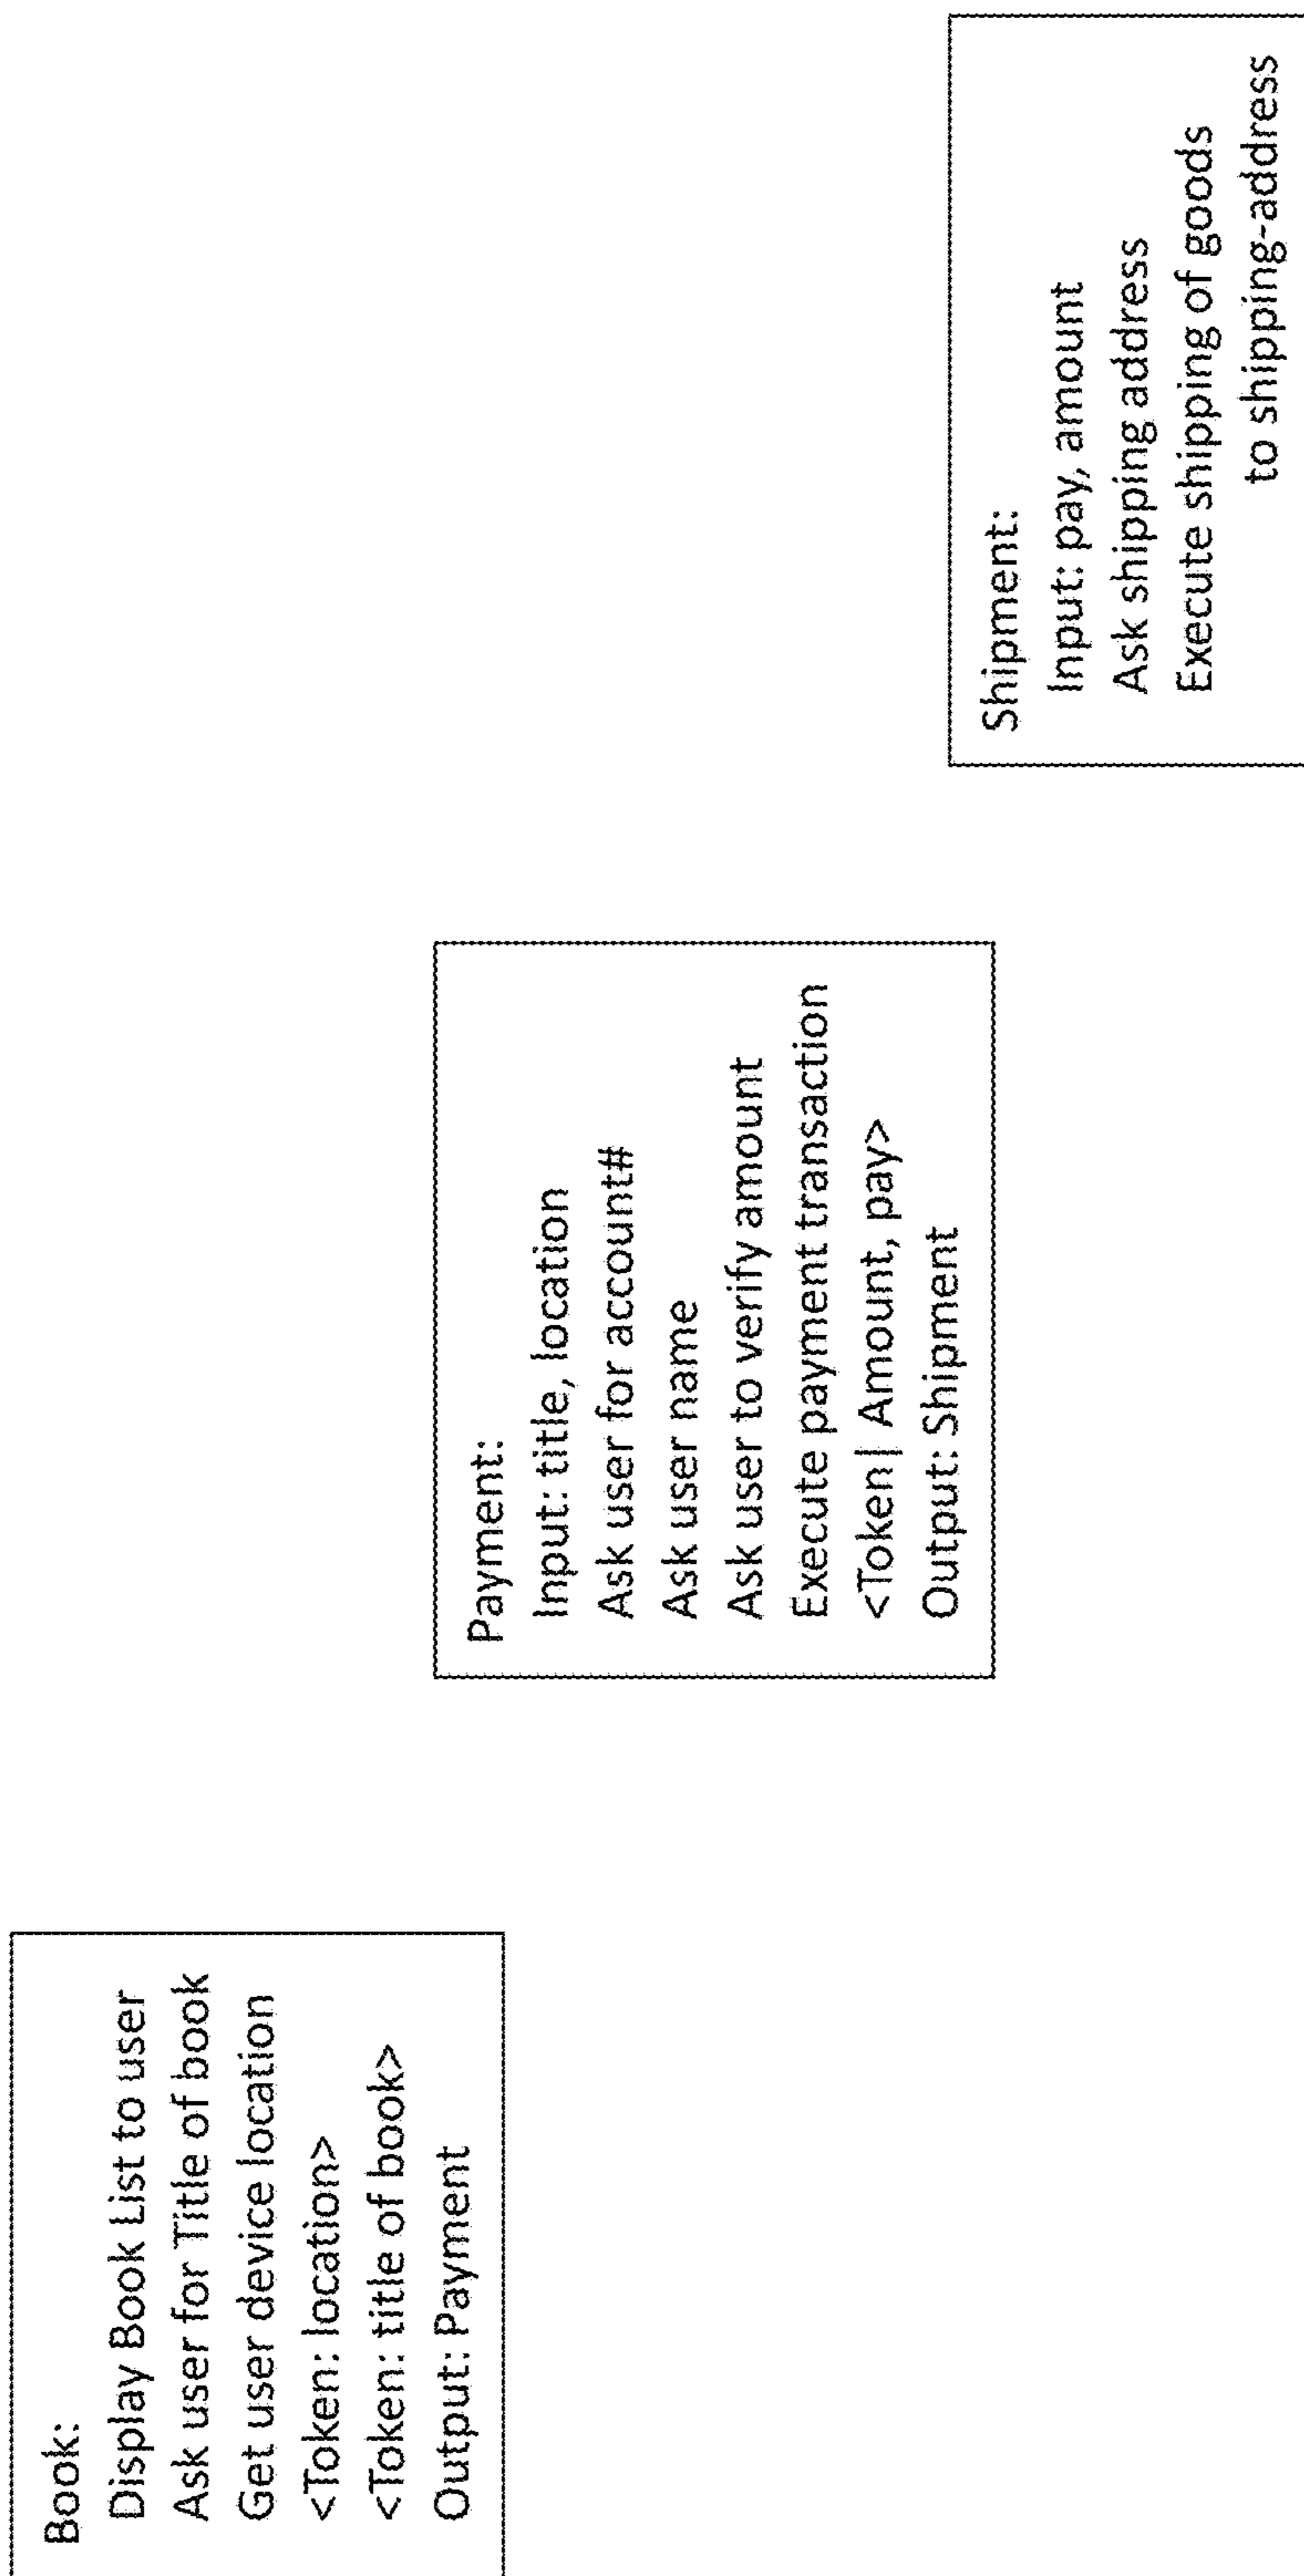 Book:
Display Book List to user
Ask user for Title of book
Get user device location
<Token: location>
<Token: title of book>
Output: Payment
Payment:
Input: title, location
Ask user for account#
Ask user name
Ask user to verify amount
Execute payment transaction
<Token| Amount, pay>
Output: Shipment
Shipment:
Input: pay, amount
Ask shipping address
Execute shipping of goods
to shipping-address